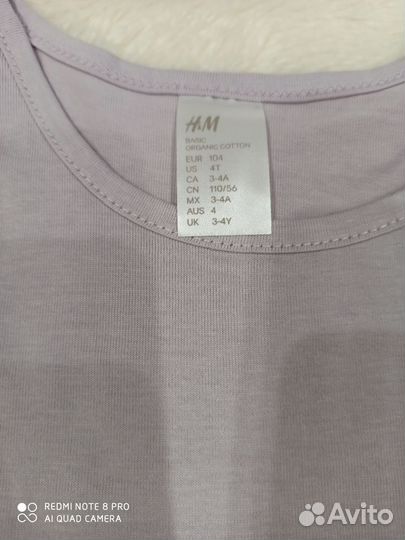 H&M
BASIC
ORGANIC COTTON
EUR 104
US 4T
CA 3-4A
CN 110/56
MX 3-4A
AUS 4
UK 3-4Y
REDMI NOTE 8 PRO
AI QUAD CAMERA
Avito